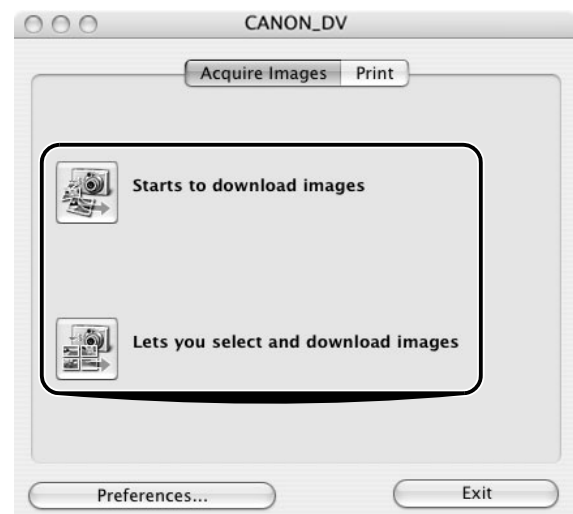 CANON_DV
Acquire Images Print
Starts to download images
Lets you select and download images
Preferences... Exit